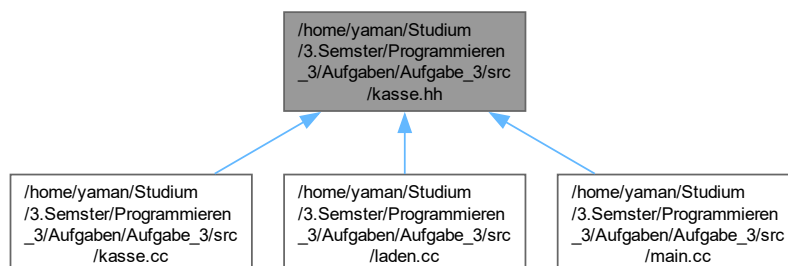 /home/yaman/Studium
/3.Semster/Programmieren
_3/Aufgaben/Aufgabe_3/src
/kasse.hh
/home/yaman/Studium
/3.Semster/Programmieren
_3/Aufgaben/Aufgabe_3/src
/kasse.cc
/home/yaman/Studium
/3.Semster/Programmieren
_3/Aufgaben/Aufgabe_3/src
/laden.cc
/home/yaman/Studium
/3.Semster/Programmieren
_3/Aufgaben/Aufgabe_3/src
/main.cc